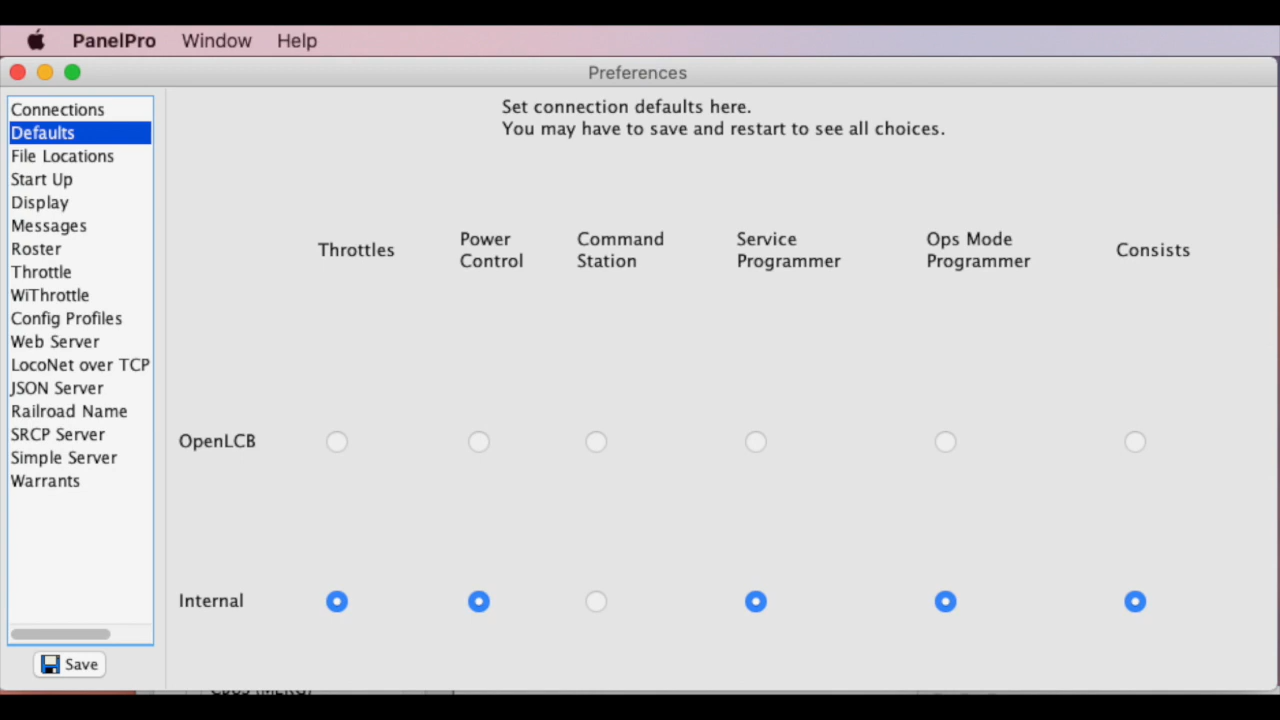 PanelPro Window Help
Preferences
Connections
Defaults
File Locations
Start Up
Display
Messages
Roster
Throttle
WiThrottle
Config Profiles
Web Server
LocoNet over TCP
JSON Server
Railroad Name
SRCP Server
Simple Server
Warrants
Save
Set connection defaults here.
You may have to save and restart to see all choices.
Throttles
Power
Control
Command
Station
Service
Programmer
Ops Mode
Programmer
Consists
OpenLCB
Internal